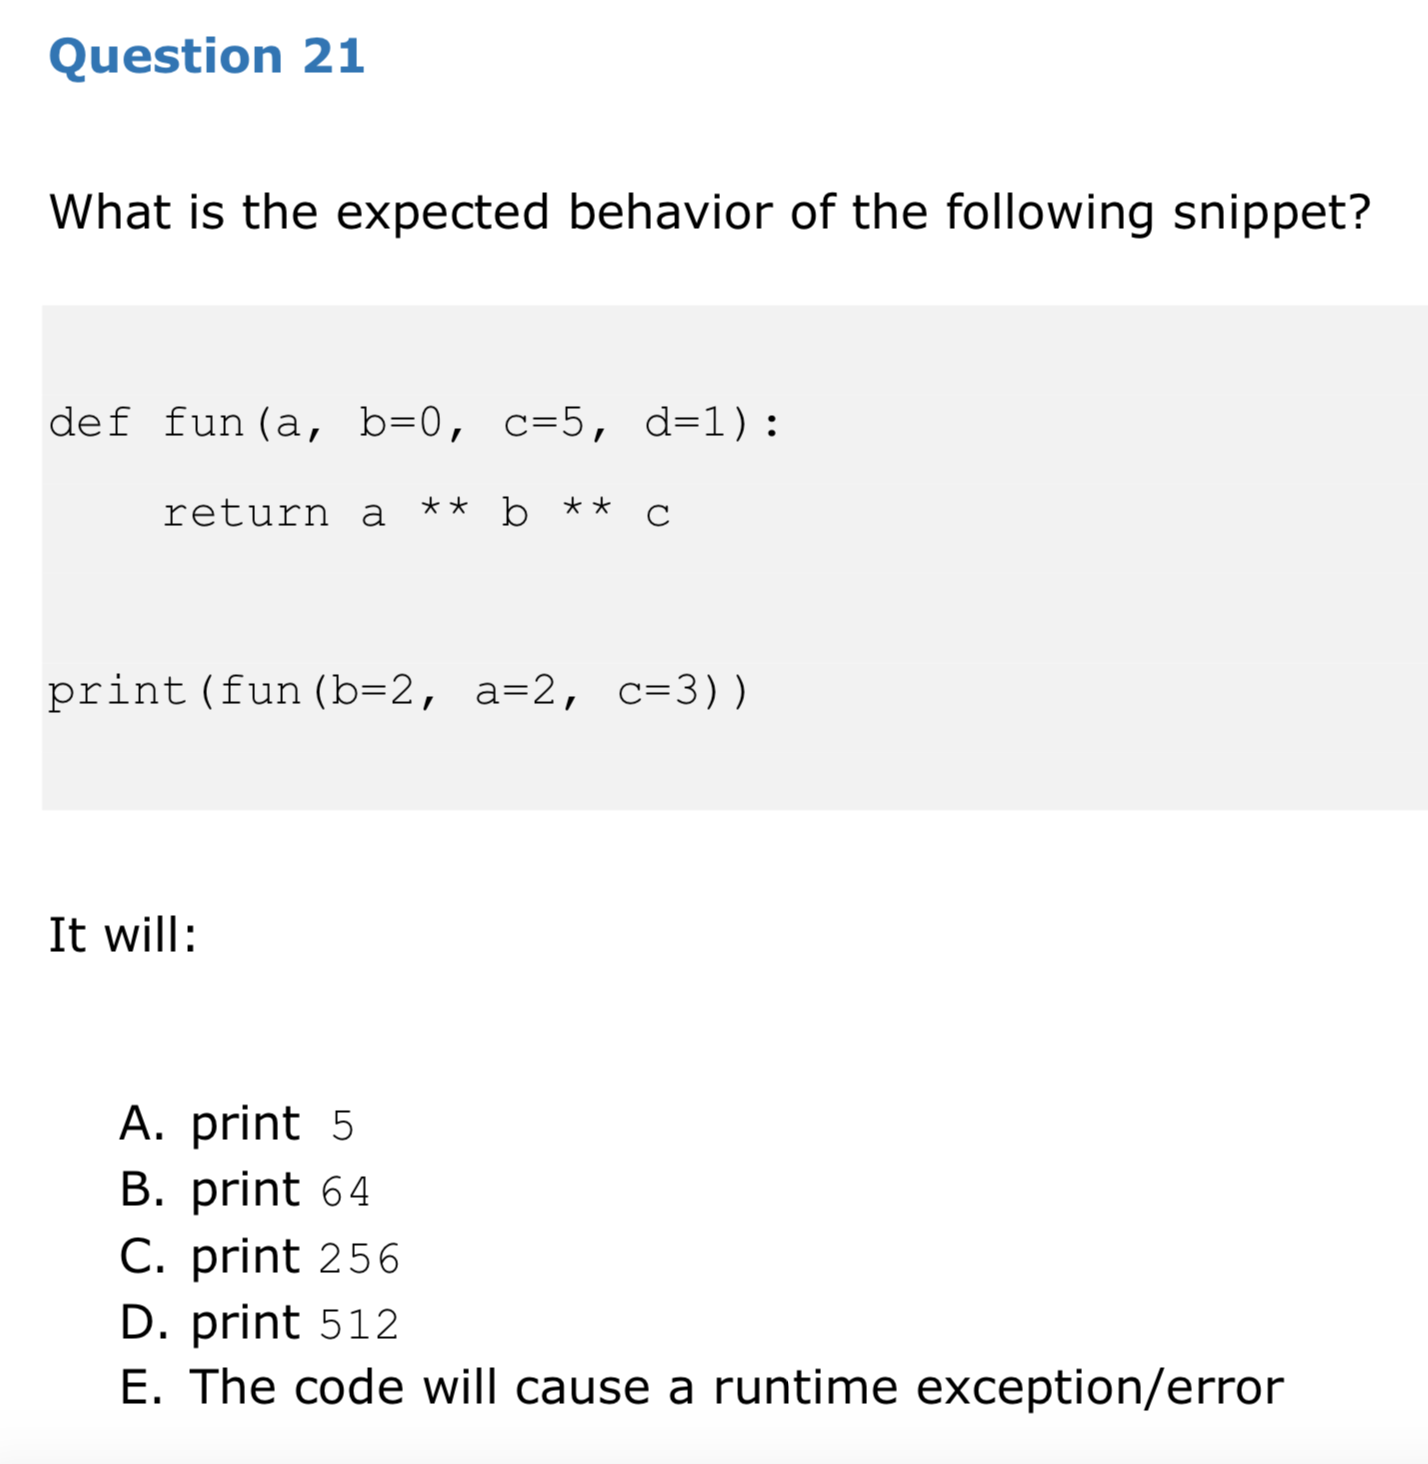 Question 21
What is the expected behavior of the following snippet?
def fun(a, b=0, c=5, d=1):
    return a ** b ** c
print(fun(b=2, a=2, c=3))
It will:
A. print 5
B. print 64
C. print 256
D. print 512
E. The code will cause a runtime exception/error